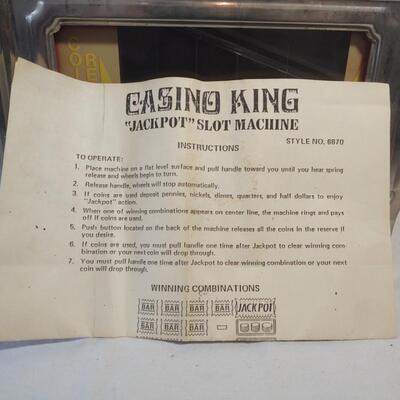 CO
OR
CASINO KING
"JACKPOT" SLOT MACHINE
STYLE NO. 6870
INSTRUCTIONS
TO OPERATE:
1. Place machine on a flat level surface and pull handle toward you until you hear spring
release and wheels begin to turn.
2. Release handle, wheels will stop automatically.
3. If coins are used deposit pennies, nickels, dimes, quarters, and half dollars to enjoy
"Jackpot" action.
4. When one of winning combinations appears on center line, the machine rings and pays
off if coins are used.
5. Push button located on the back of the machine releases all the coins in the reserve if
you desire.
6. If coins are used, you must pull handle one time after Jackpot to clear winning com-
bination or your next coin will drop through.
7. You must pull handle one time after Jackpot to clear winning combination or your next
coin will drop through.
WINNING COMBINATIONS
BAR BAR BAR BAR JACKPOT
BAR BAR BAR –
BAR BAR